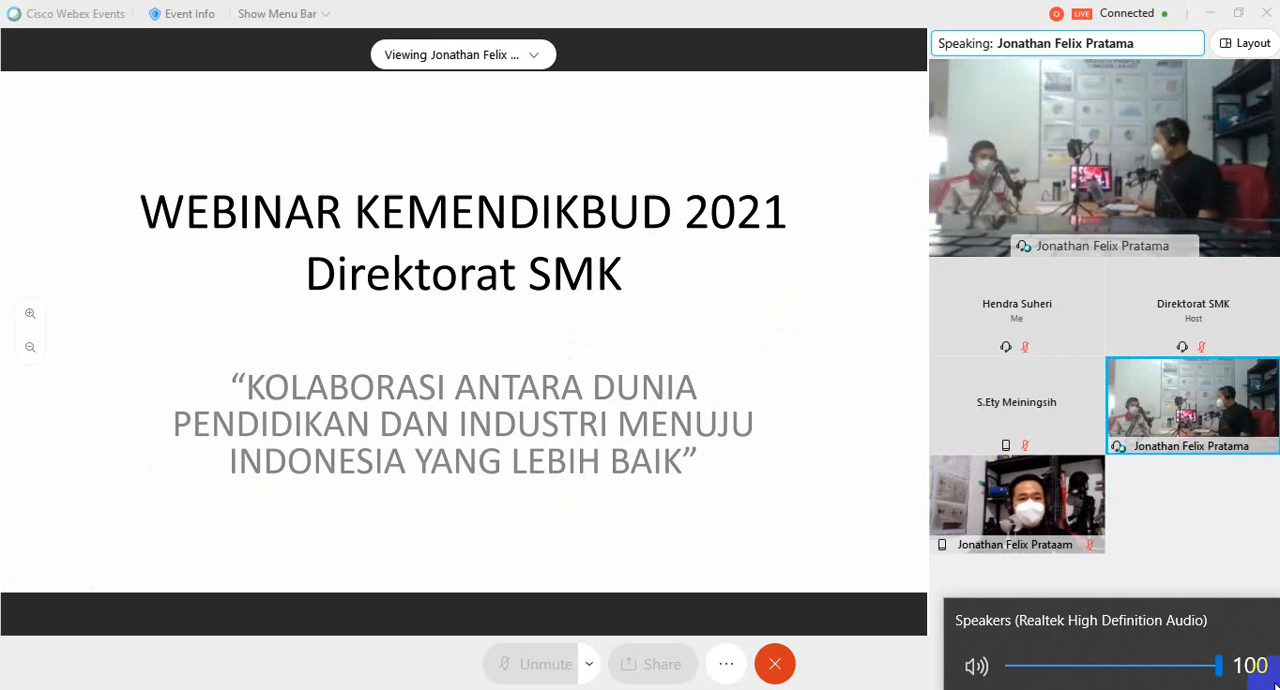 Cisco Webex Events
Event Info
Show Menu Bar
LIVE
Connected
Viewing Jonathan Felix ...
Speaking: Jonathan Felix Pratama
Layout
WEBINAR KEMENDIKBUD 2021
Direktorat SMK
“KOLABORASI ANTARA DUNIA
PENDIDIKAN DAN INDUSTRI MENUJU
INDONESIA YANG LEBIH BAIK”
Jonathan Felix Pratama
Hendra Suheri
Me
Direktorat SMK
Host
S.Ety Meiningsih
Jonathan Felix Pratama
Jonathan Felix Prataam
Unmute
Share
Speakers (Realtek High Definition Audio)
100